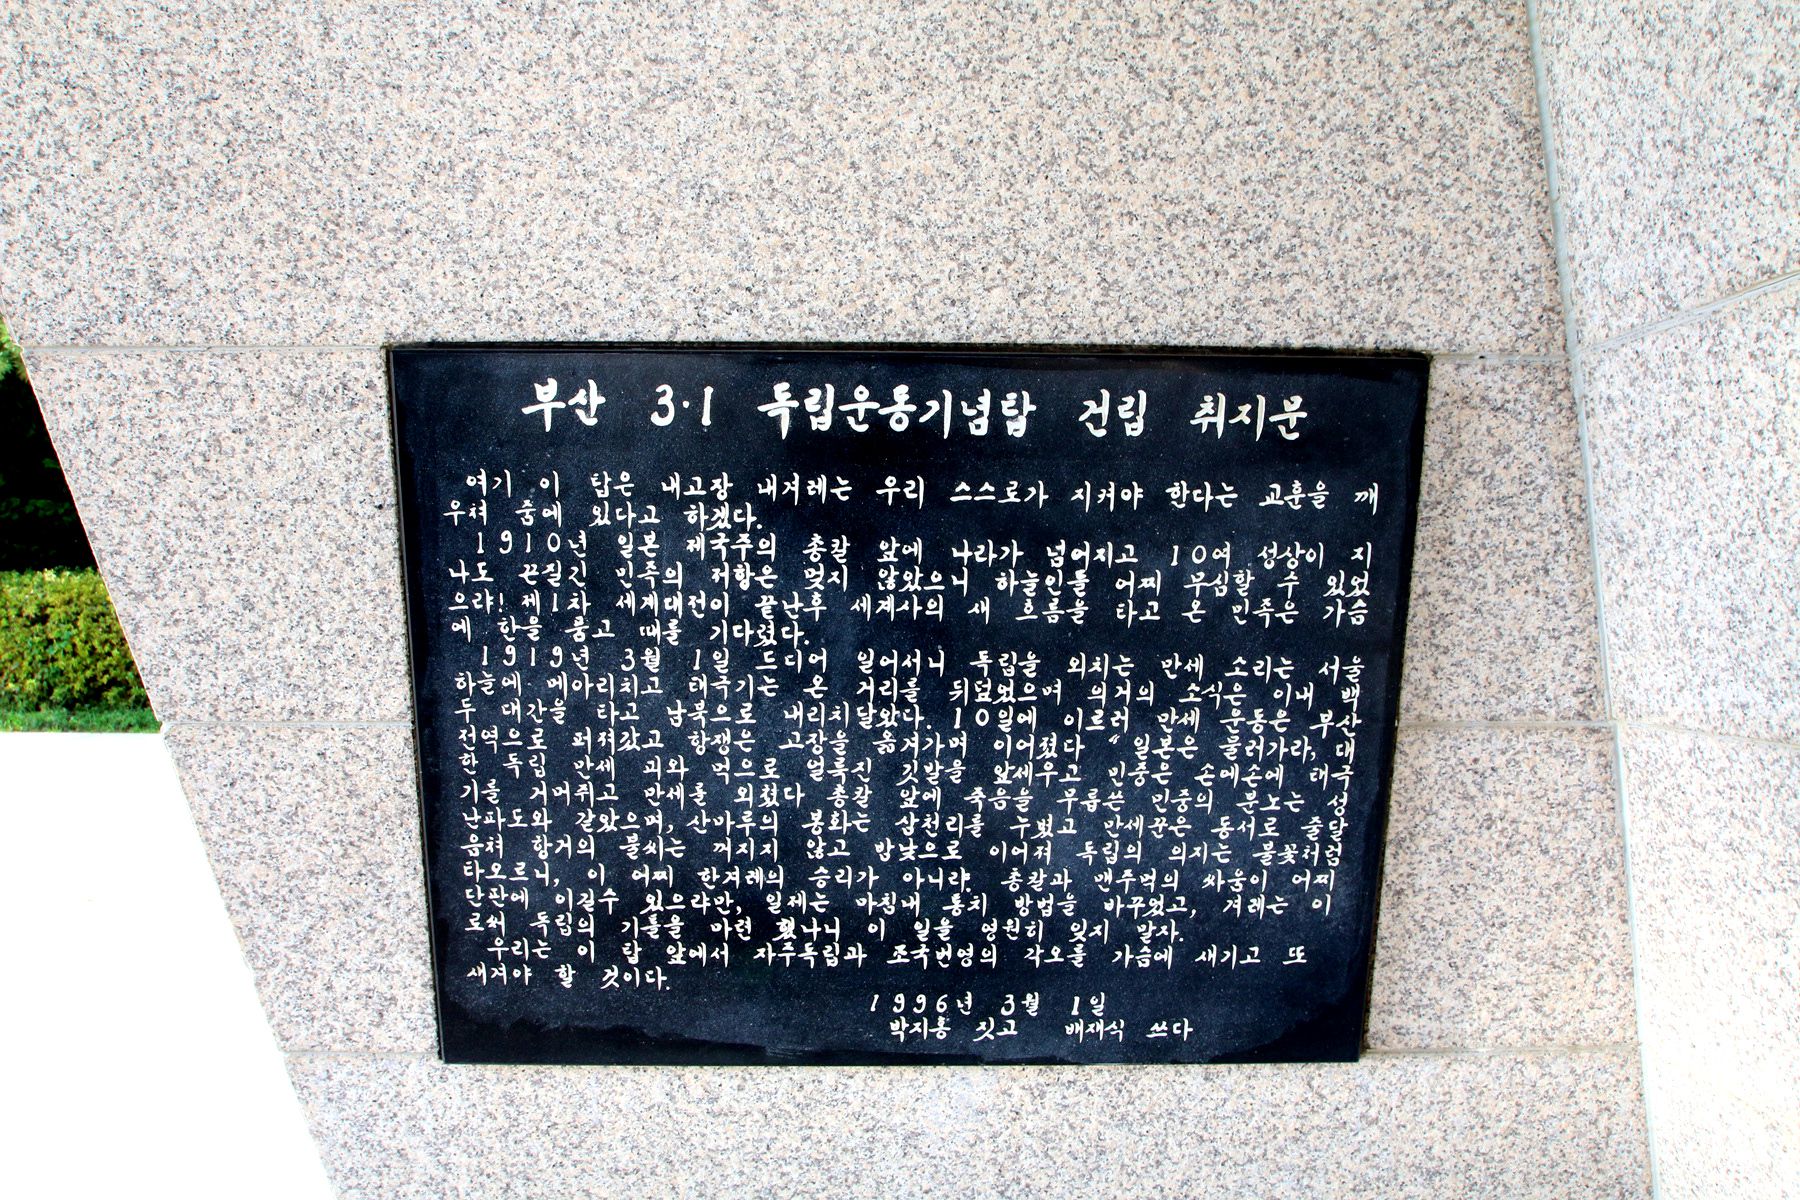 부산 3·1 독립운동기념탑 건립 취지문
여기 이 탑은 내고장 내겨레는 우리 스스로가 지켜야 한다는 교훈을 깨
우쳐 줌에 있다고 하겠다.
1910년 일본 제국주의 총칼 앞에 나라가 넘어지고 10여 성상이 지
나도 끈질긴 민족의 저항은 멎지 않았으니 하늘인들 어찌 무심할 수 있었
으랴! 제1차 세계대전이 끝난후 세계사의 새 흐름을 타고 온 민족은 가슴
에 한을 품고 때를 기다렸다.
1919년 3월 1일 드디어 일어서니 독립을 외치는 만세 소리는 서울
하늘에 메아리치고 태극기는 온 거리를 뒤덮었으며 의거의 소식은 이내 백
두 대간을 타고 남북으로 내리치달았다. 10일에 이르러 만세 운동은 부산
전역으로 퍼져갔고 항쟁은 고장을 옮겨가며 이어졌다 “일본은 물러가라, 대
한 독립 만세 피와 먹으로 얼룩진 깃발을 앞세우고 민중은 손에손에 태극
기를 거머쥐고 만세를 외쳤다 총칼 앞에 죽음을 무릅쓴 민중의 분노는 성
난파도와 같았으며, 산마루의 봉화는 삼천리를 누볐고 만세꾼은 동서로 줄달
음쳐 항거의 불씨는 꺼지지 않고 밤낮으로 이어져 독립의 의지는 불꽃처럼
타오르니, 이 어찌 한겨레의 승리가 아니랴. 총칼과 맨주먹의 싸움이 어찌
단판에 이길수 있으랴만, 일제는 마침내 통치 방법을 바꾸었고, 겨레는 이
로써 독립의 기틀을 마련 했나니 이 일을 영원히 잊지 말자.
우리는 이 탑 앞에서 자주독립과 조국번영의 각오를 가슴에 새기고 또
새겨야 할 것이다.
1996년 3월 1일
박지홍 짓고 배재식 쓰다